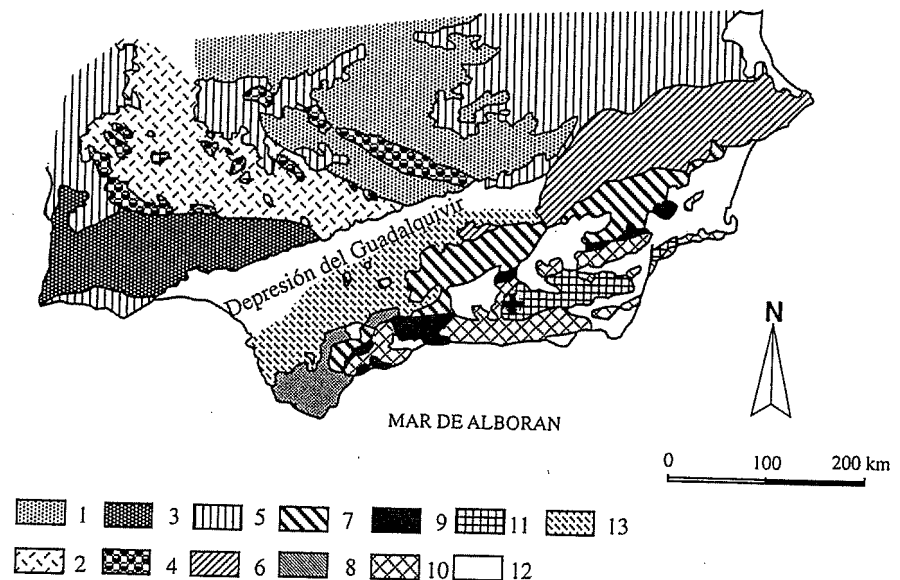 Depresión del Guadalquivir
N
MAR DE ALBORAN
0 100 200 km
1 3 5 7 9 11 13
2 4 6 8 10 12